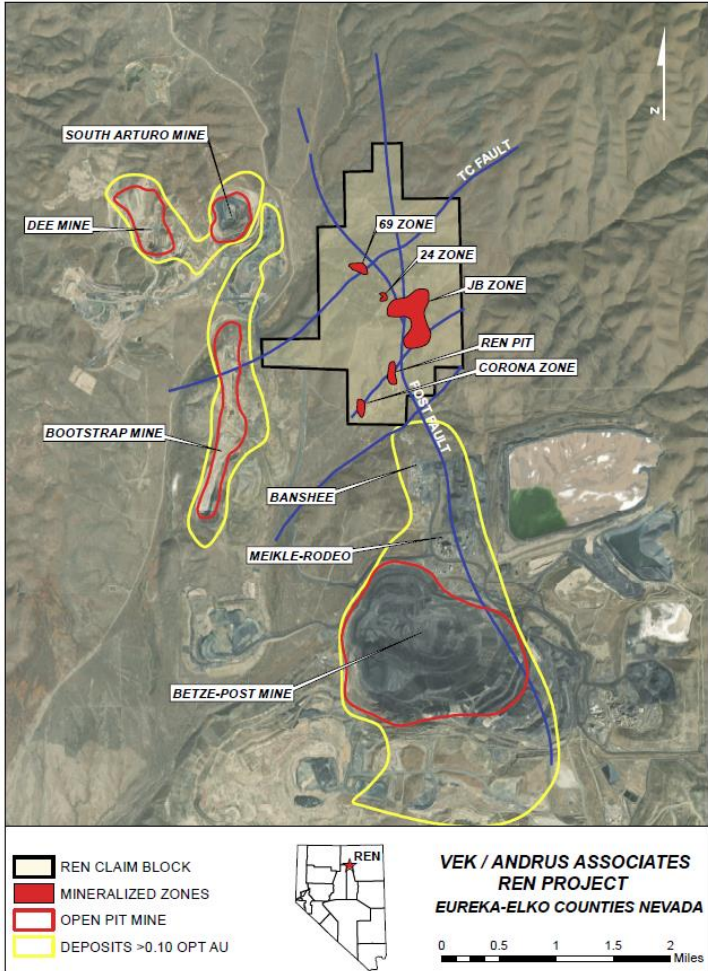 SOUTH ARTURO MINE
N
TC FAULT
DEE MINE
69 ZONE
24 ZONE
JB ZONE
REN PIT
CORONA ZONE
POST FAULT
BOOTSTRAP MINE
BANSHEE
MEIKLE-RODEO
BETZE-POST MINE
REN CLAIM BLOCK
MINERALIZED ZONES
OPEN PIT MINE
DEPOSITS >0.10 OPT AU
REN
VEK / ANDRUS ASSOCIATES
REN PROJECT
EUREKA-ELKO COUNTIES NEVADA
0 0.5 1 1.5 2
Miles